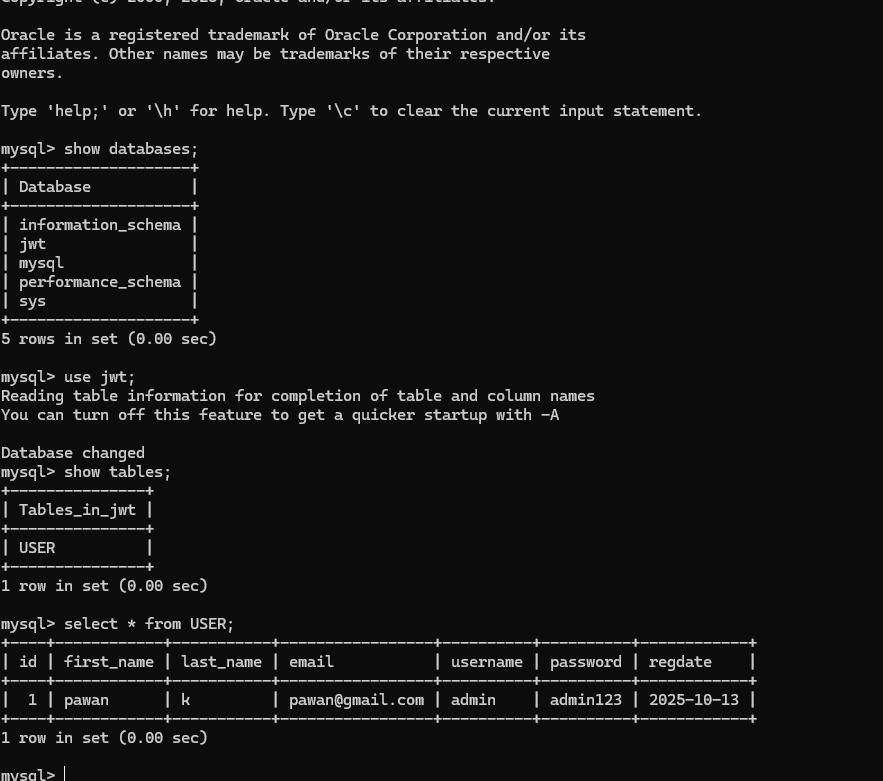 Oracle is a registered trademark of Oracle Corporation and/or its
affiliates. Other names may be trademarks of their respective
owners.
Type 'help;' or '\h' for help. Type '\c' to clear the current input statement.
mysql> show databases;
+--------------------+
| Database           |
+--------------------+
| information_schema |
| jwt                |
| mysql              |
| performance_schema |
| sys                |
+--------------------+
5 rows in set (0.00 sec)
mysql> use jwt;
Reading table information for completion of table and column names
You can turn off this feature to get a quicker startup with -A
Database changed
mysql> show tables;
+---------------+
| Tables_in_jwt |
+---------------+
| USER          |
+---------------+
1 row in set (0.00 sec)
mysql> select * from USER;
+----+------------+-----------+-----------------+----------+----------+------------+
| id | first_name | last_name | email           | username | password | regdate    |
+----+------------+-----------+-----------------+----------+----------+------------+
|  1 | pawan      | k         | pawan@gmail.com | admin    | admin123 | 2025-10-13 |
+----+------------+-----------+-----------------+----------+----------+------------+
1 row in set (0.00 sec)
mysql>